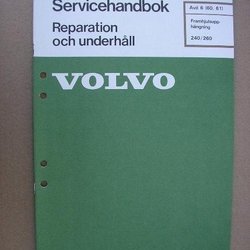 Servicehandbok
Reparation
och underhåll
Avd 6 (60, 61)
Framhjulsupp-
hängning
240/260
VOLVO